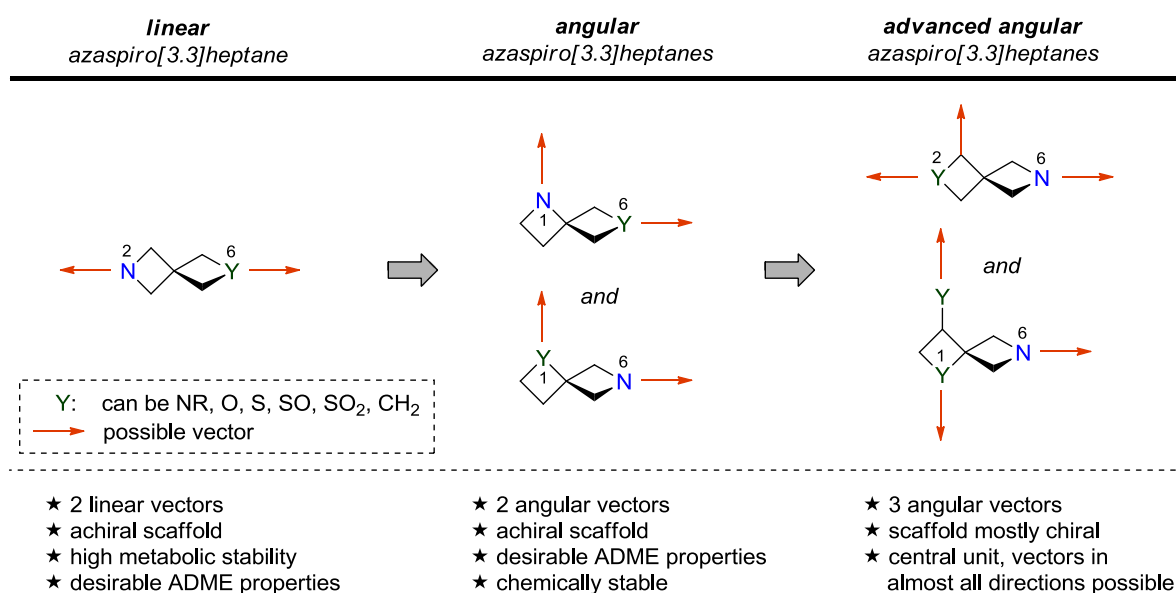 linear
azaspiro[3.3]heptane
angular
azaspiro[3.3]heptanes
advanced angular
azaspiro[3.3]heptanes
2
N
6
Y
N
1
6
Y
and
Y
1
6
N
2
Y
6
N
and
Y
1
Y
6
N
Y: can be NR, O, S, SO, SO₂, CH₂
possible vector
★ 2 linear vectors
★ achiral scaffold
★ high metabolic stability
★ desirable ADME properties
★ 2 angular vectors
★ achiral scaffold
★ desirable ADME properties
★ chemically stable
★ 3 angular vectors
★ scaffold mostly chiral
★ central unit, vectors in
almost all directions possible